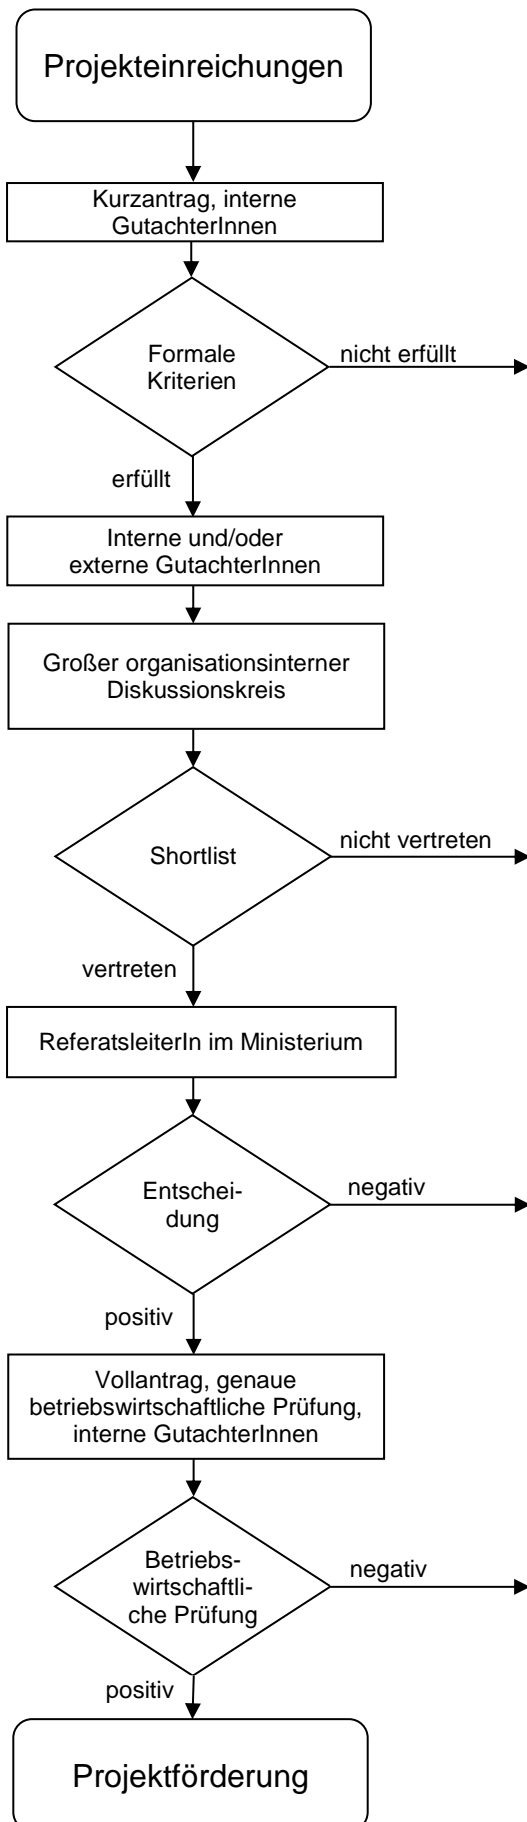 Projekteinreichungen
Kurzantrag, interne
GutachterInnen
Formale
Kriterien
nicht erfüllt
erfüllt
Interne und/oder
externe GutachterInnen
Großer organisationsinterner
Diskussionskreis
Shortlist
nicht vertreten
vertreten
ReferatsleiterIn im Ministerium
Entschei-
dung
negativ
positiv
Vollantrag, genaue
betriebswirtschaftliche Prüfung,
interne GutachterInnen
Betriebs-
wirtschaftli-
che Prüfung
negativ
positiv
Projektförderung